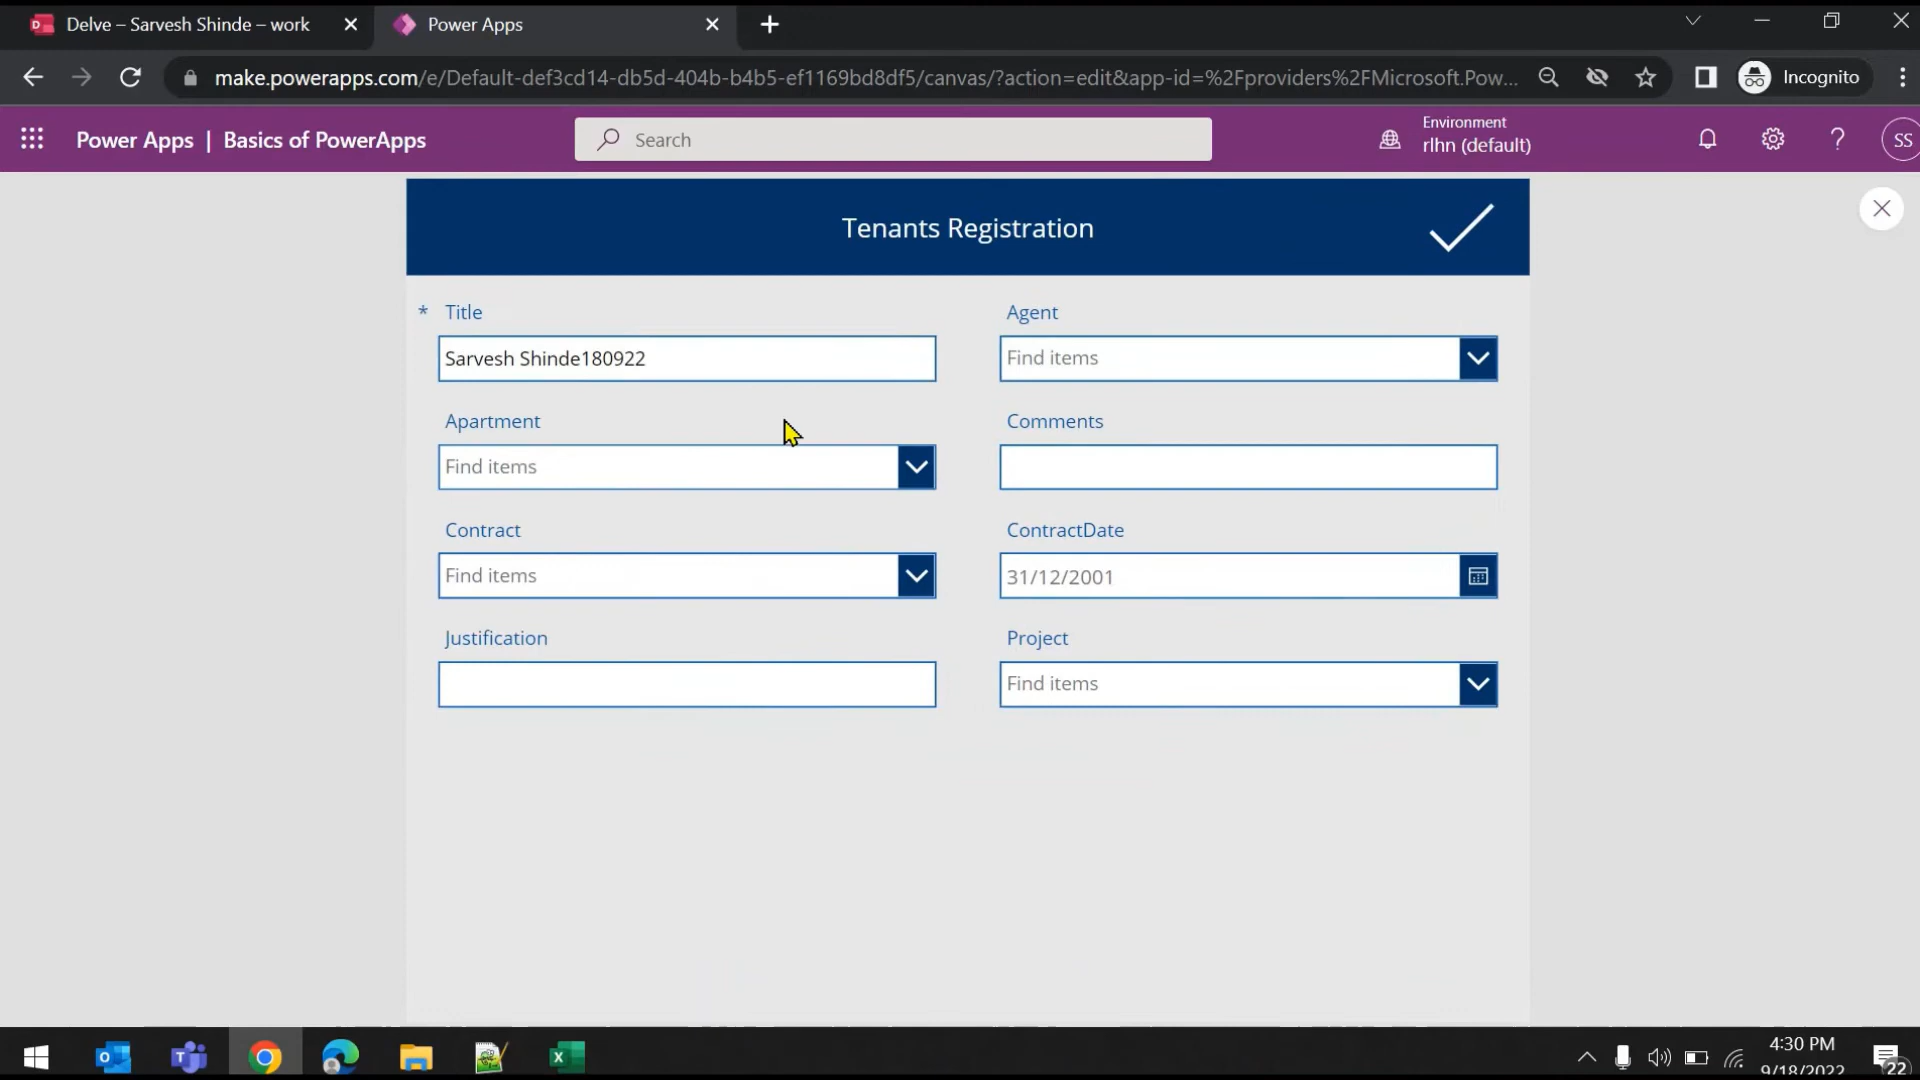 Delve – Sarvesh Shinde – work
Power Apps
make.powerapps.com/e/Default-def3cd14-db5d-404b-b4b5-ef1169bd8df5/canvas/?action=edit&app-id=%2Fproviders%2FMicrosoft.Pow...
Incognito
Power Apps | Basics of PowerApps
Search
Environment
rlhn (default)
SS
Tenants Registration
* Title
Agent
Sarvesh Shinde180922
Find items
Apartment
Comments
Find items
Contract
ContractDate
Find items
31/12/2001
Justification
Project
Find items
4:30 PM
9/18/2022
22